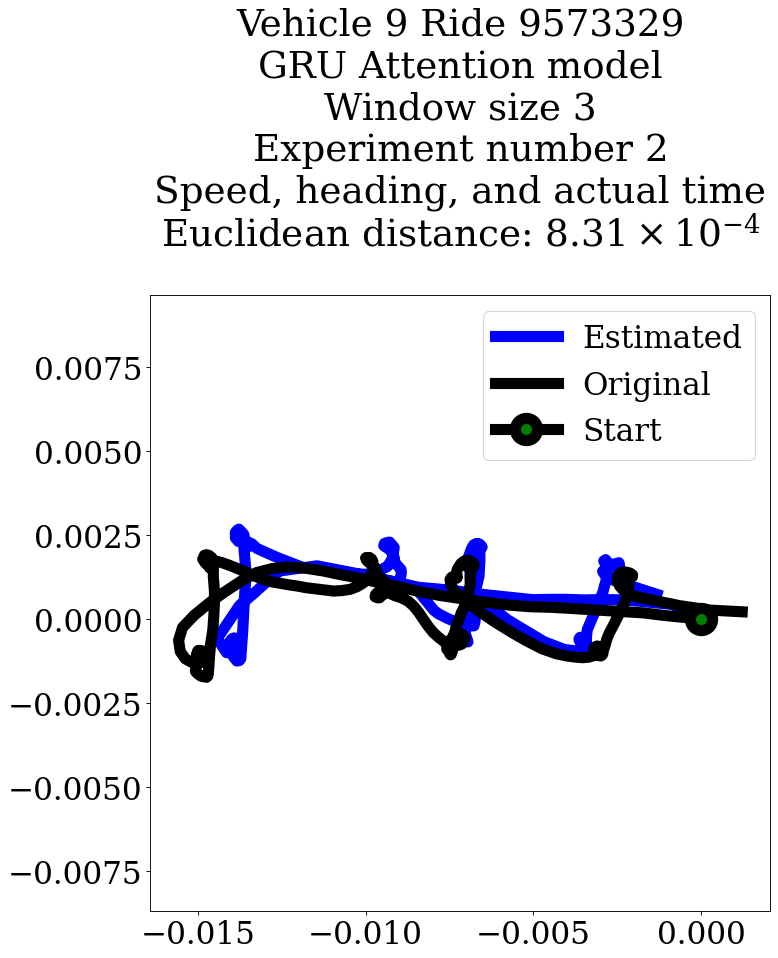 Vehicle 9 Ride 9573329
GRU Attention model
Window size 3
Experiment number 2
Speed, heading, and actual time
Euclidean distance: 8.31 × 10⁻⁴
Estimated
Original
Start
0.0075
0.0050
0.0025
0.0000
−0.0025
−0.0050
−0.0075
−0.015 −0.010 −0.005 0.000